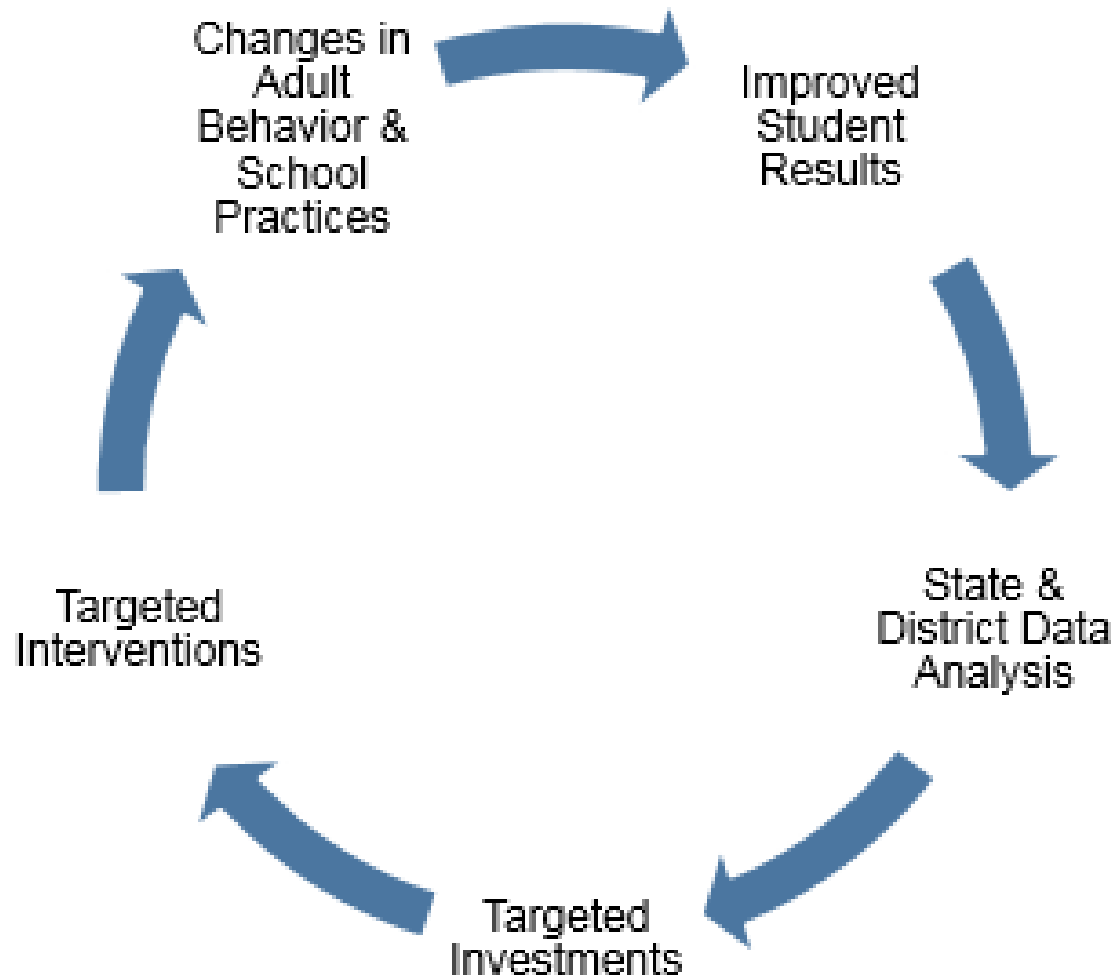 Changes in
Adult
Behavior &
School
Practices
Improved
Student
Results
State &
District Data
Analysis
Targeted
Investments
Targeted
Interventions